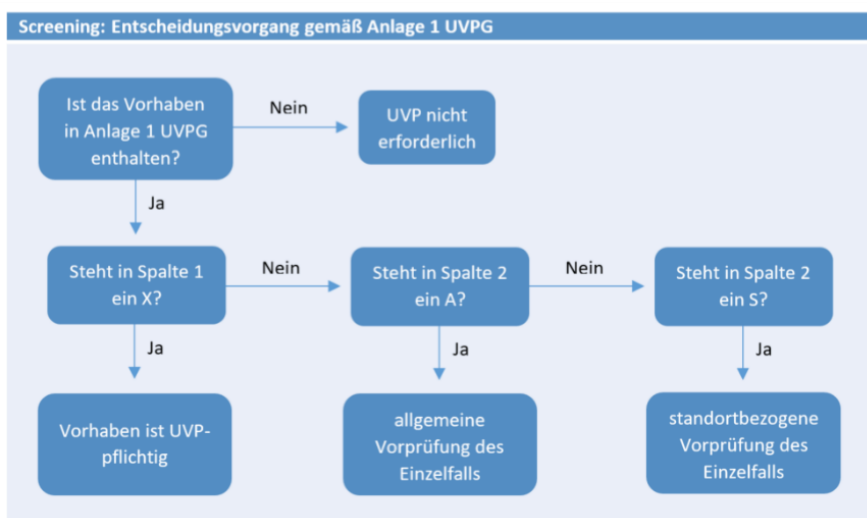 Screening: Entscheidungsvorgang gemäß Anlage 1 UVPG
Ist das Vorhaben
in Anlage 1 UVPG
enthalten?
Nein
UVP nicht
erforderlich
Ja
Steht in Spalte 1
ein X?
Nein
Steht in Spalte 2
ein A?
Nein
Steht in Spalte 2
ein S?
Ja
Ja
Ja
Vorhaben ist UVP-
pflichtig
allgemeine
Vorprüfung des
Einzelfalls
standortbezogene
Vorprüfung des
Einzelfalls